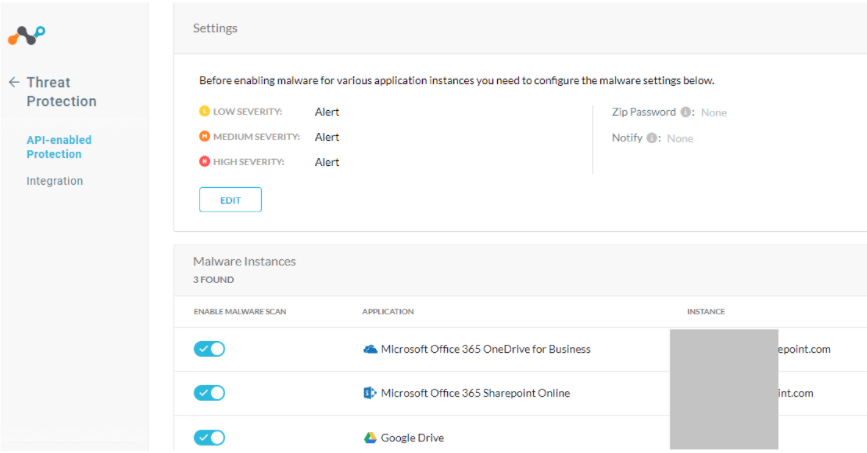 Settings
← Threat
Protection
API-enabled
Protection
Integration
Before enabling malware for various application instances you need to configure the malware settings below.
L LOW SEVERITY: Alert
M MEDIUM SEVERITY: Alert
H HIGH SEVERITY: Alert
Zip Password i : None
Notify i : None
EDIT
Malware Instances
3 FOUND
ENABLE MALWARE SCAN APPLICATION INSTANCE
Microsoft Office 365 OneDrive for Business epoint.com
Microsoft Office 365 Sharepoint Online int.com
Google Drive